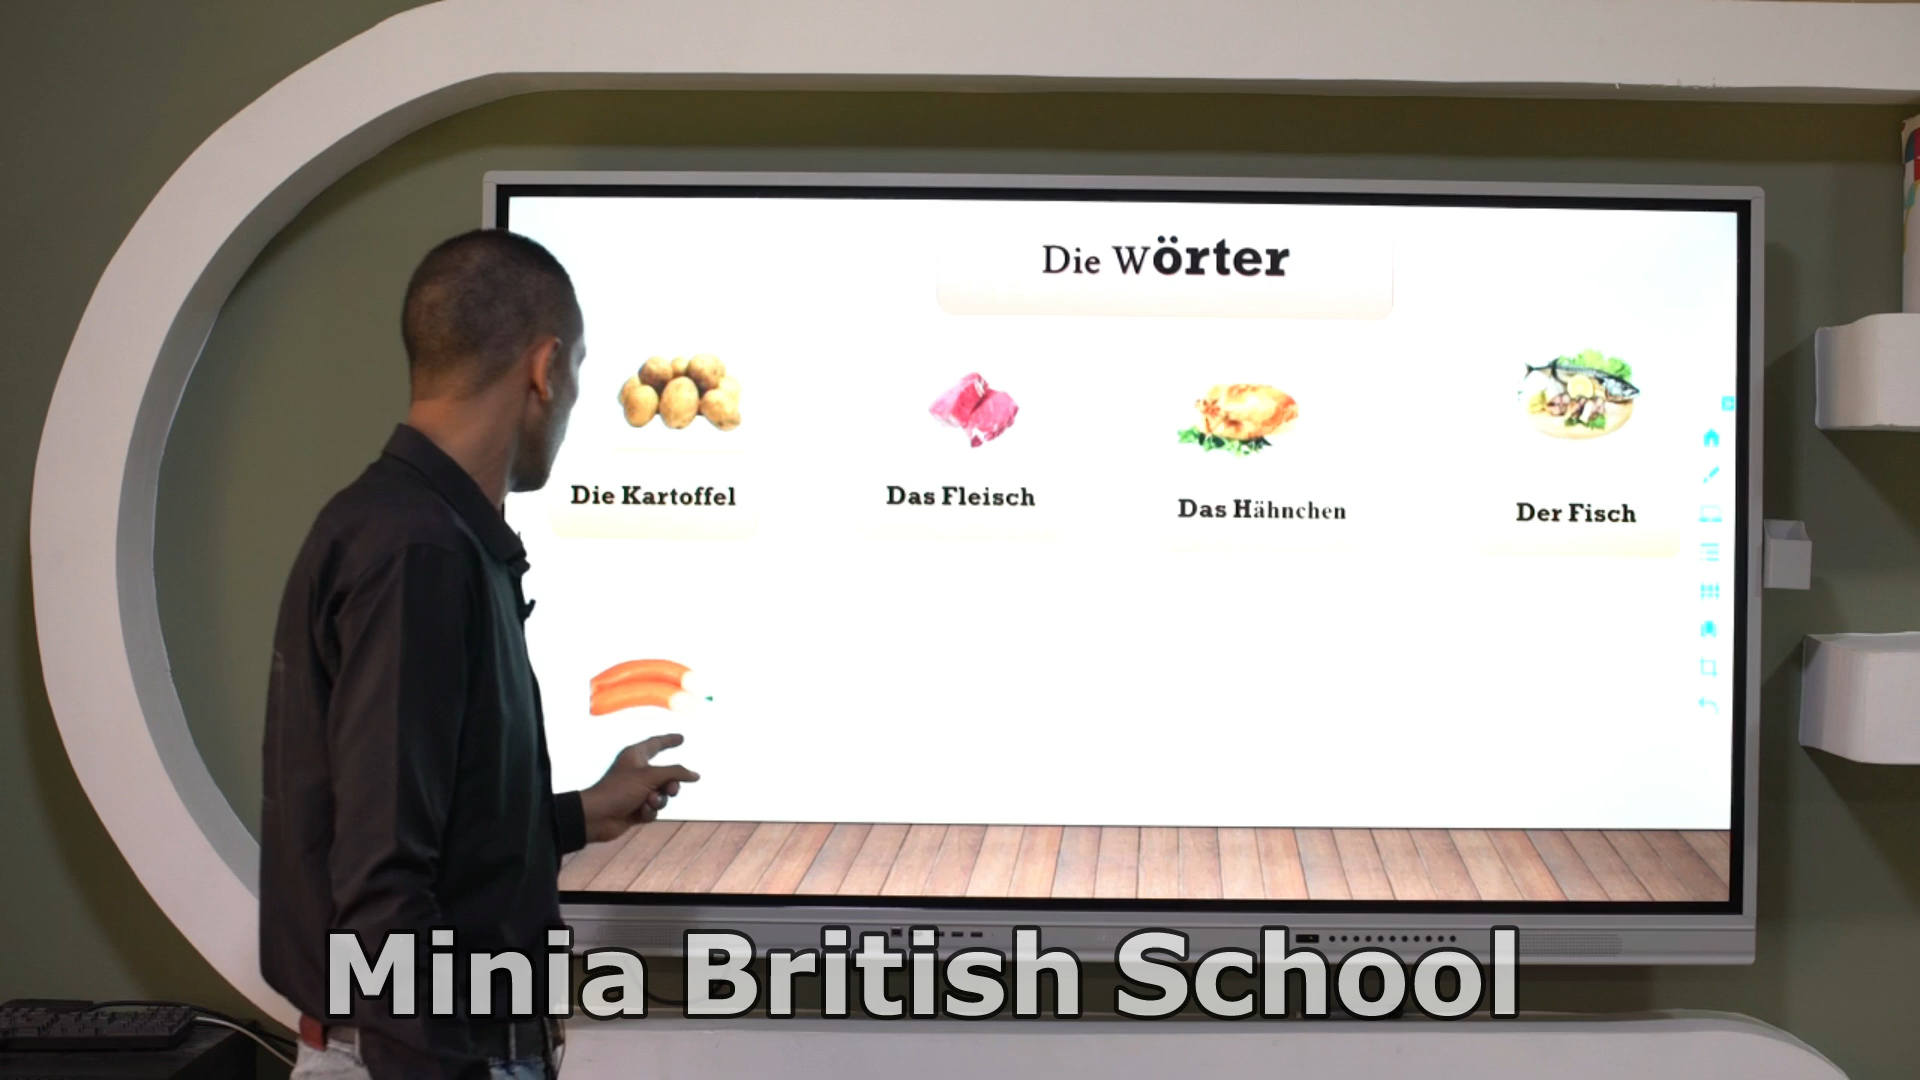 Die Wörter
Die Kartoffel
Das Fleisch
Das Hähnchen
Der Fisch
Minia British School